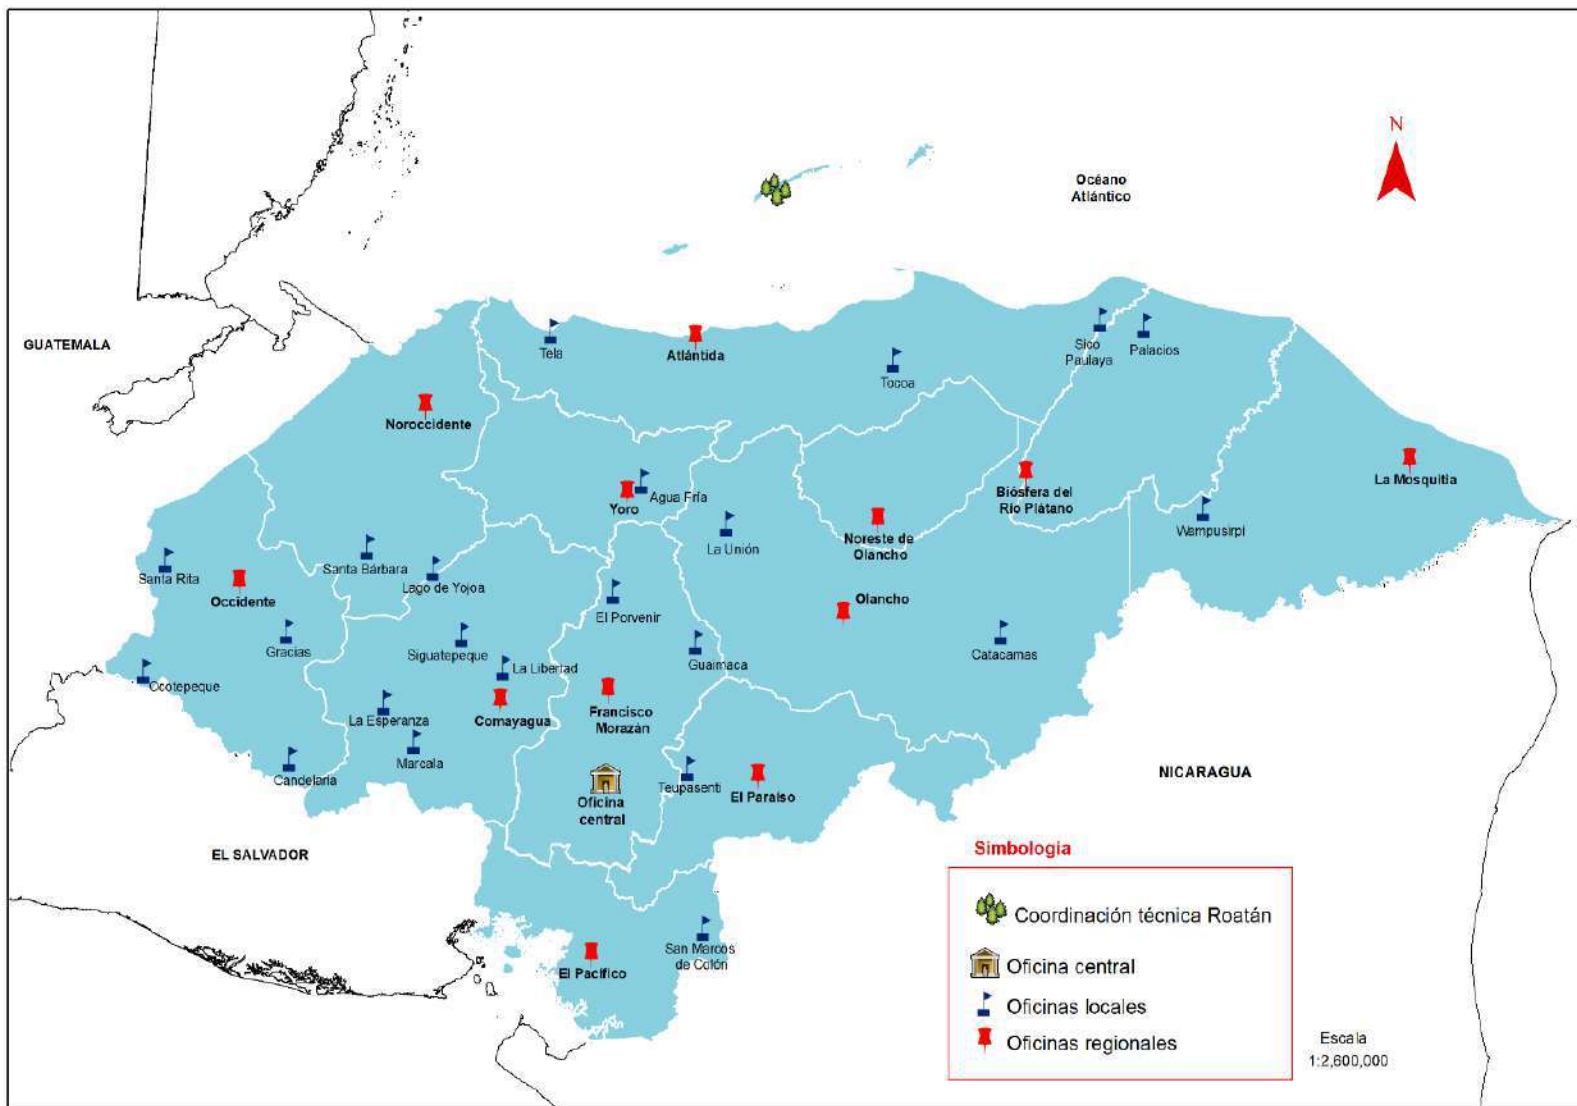 N
Océano
Atlántico
GUATEMALA
Tela
Atlántida
Sico
Paulaya
Palacios
Tocoa
Noroccidente
La Mosquitia
Agua Fría
Yoro
Biósfera del
Río Plátano
Wampusirpi
La Unión
Noreste de
Olancho
Santa Bárbara
Santa Rita
Lago de Yojoa
Occidente
Olancho
El Porvenir
Gracias
Siguatepeque
La Libertad
Guaimaca
Catacamas
Ocotepeque
La Esperanza
Comayagua
Francisco
Morazán
Marcala
Candelaria
Teupasenti
El Paraíso
NICARAGUA
Oficina
central
EL SALVADOR
San Marcos
de Colón
El Pacífico
Simbología
Coordinación técnica Roatán
Oficina central
Oficinas locales
Oficinas regionales
Escala
1:2,600,000